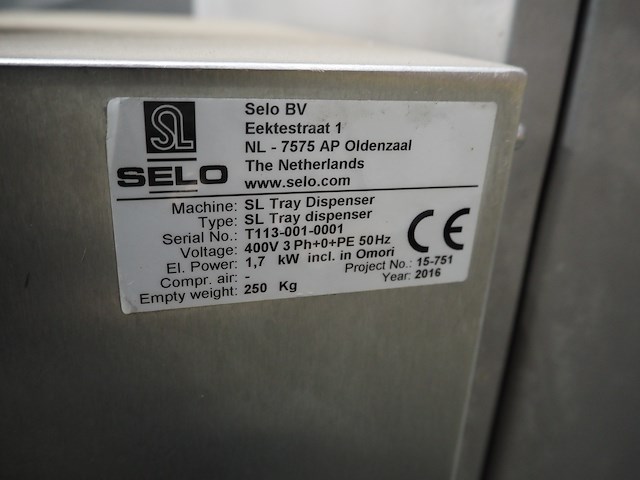 SL
SELO
Selo BV
Eektestraat 1
NL - 7575 AP Oldenzaal
The Netherlands
www.selo.com
Machine: SL Tray Dispenser
Type: SL Tray dispenser
Serial No.: T113-001-0001
Voltage: 400V 3 Ph+0+PE 50Hz
El. Power: 1,7 kW incl. in Omori
Compr. air: - Project No.: 15-751
Empty weight: 250 Kg Year: 2016
CE